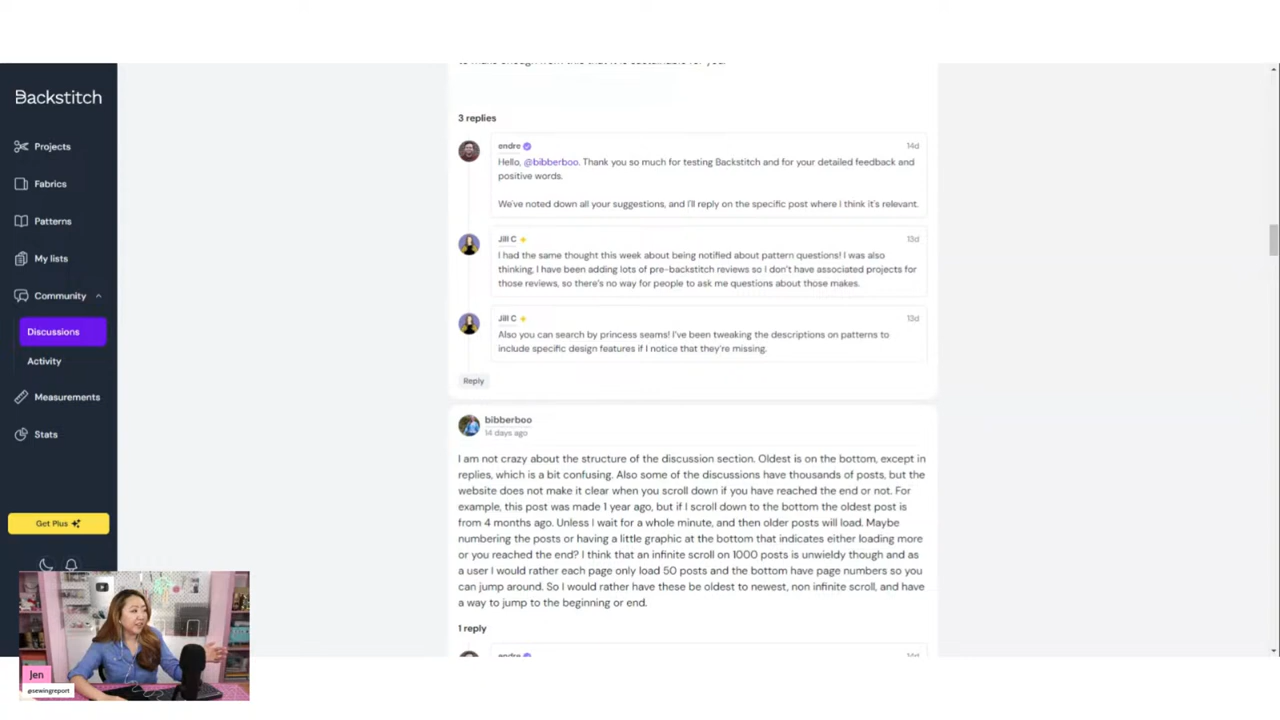 to make enough from this that it is sustainable for you
Backstitch
Projects
Fabrics
Patterns
My lists
Community
Discussions
Activity
Measurements
Stats
Get Plus
Jen
@sewingreport
3 replies
andre
14d
Hello, @bibberboo. Thank you so much for testing Backstitch and for your detailed feedback and
positive words.
We've noted down all your suggestions, and I'll reply on the specific post where I think it's relevant.
Jill C
13d
I had the same thought this week about being notified about pattern questions! I was also
thinking, I have been adding lots of pre-backstitch reviews so I don't have associated projects for
those reviews, so there's no way for people to ask me questions about those makes.
Jill C
13d
Also you can search by princess seams! I've been tweaking the descriptions on patterns to
include specific design features if I notice that they're missing.
Reply
bibberboo
14 days ago
I am not crazy about the structure of the discussion section. Oldest is on the bottom, except in
replies, which is a bit confusing. Also some of the discussions have thousands of posts, but the
website does not make it clear when you scroll down if you have reached the end or not. For
example, this post was made 1 year ago, but if I scroll down to the bottom the oldest post is
from 4 months ago. Unless I wait for a whole minute, and then older posts will load. Maybe
numbering the posts or having a little graphic at the bottom that indicates either loading more
or you reached the end? I think that an infinite scroll on 1000 posts is unwieldy though and as
a user I would rather each page only load 50 posts and the bottom have page numbers so you
can jump around. So I would rather have these be oldest to newest, non infinite scroll, and have
a way to jump to the beginning or end.
1 reply
andre
14d